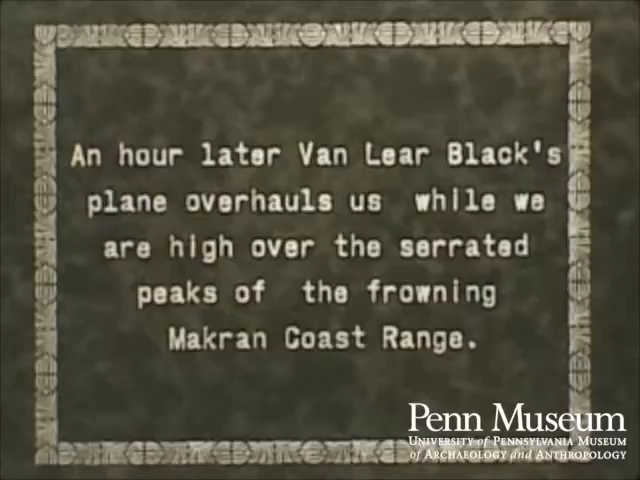 An hour later Van Lear Black's
plane overhauls us while we
are high over the serrated
peaks of the frowning
Makran Coast Range.
Penn Museum
University of Pennsylvania Museum
of Archaeology and Anthropology